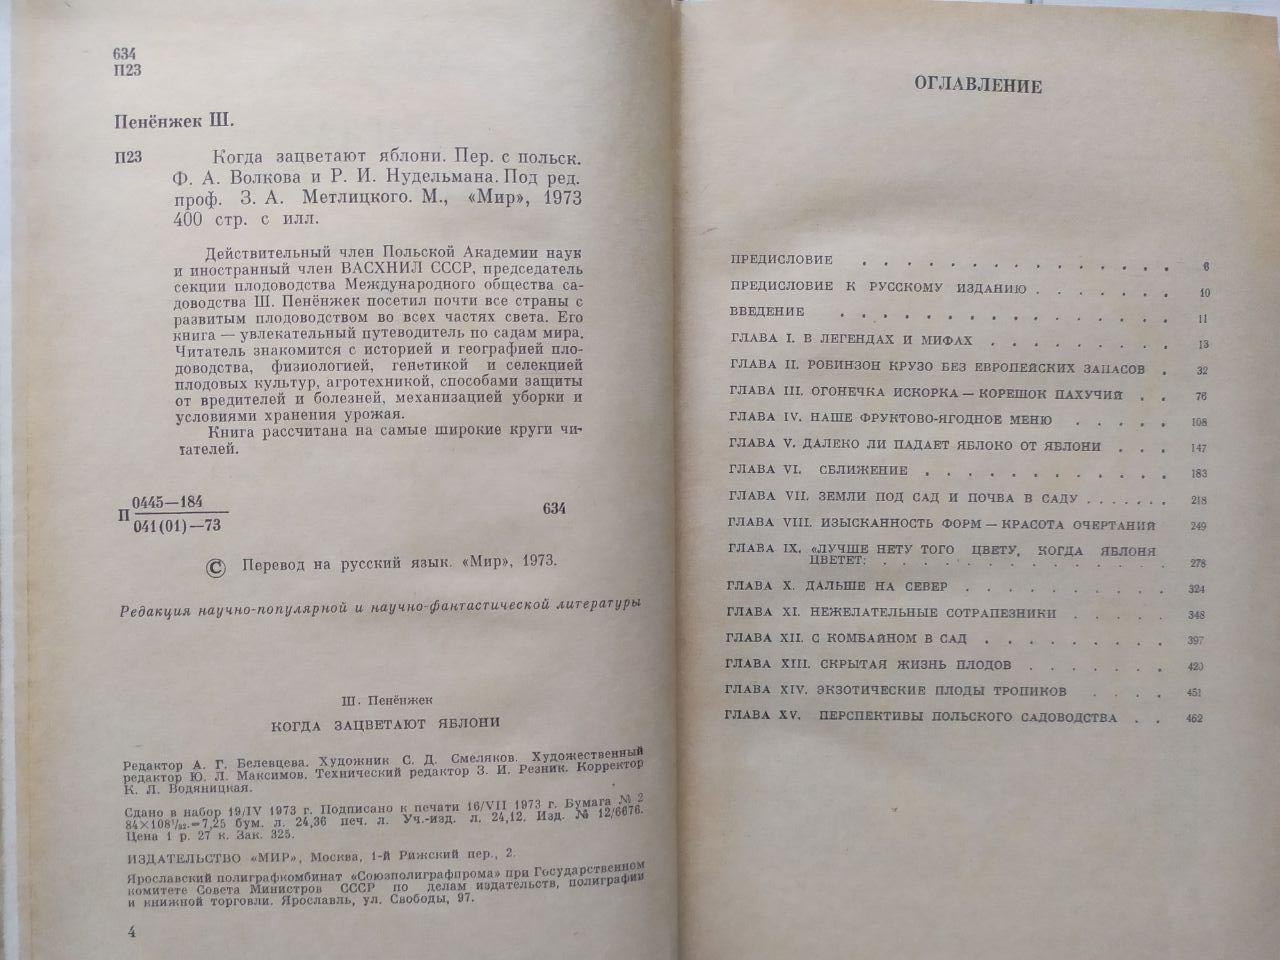 634
П23
Пенёнжек Ш.
П23 Когда зацветают яблони. Пер. с польск.
Ф. А. Волкова и Р. И. Нудельмана. Под ред.
проф. З. А. Метлицкого. М., «Мир», 1973
400 стр. с илл.
Действительный член Польской Академии наук
и иностранный член ВАСХНИЛ СССР, председатель
секции плодоводства Международного общества са-
доводства Ш. Пенёнжек посетил почти все страны с
развитым плодоводством во всех частях света. Его
книга — увлекательный путеводитель по садам мира.
Читатель знакомится с историей и географией пло-
доводства, физиологией, генетикой и селекцией
плодовых культур, агротехникой, способами защиты
от вредителей и болезней, механизацией уборки и
условиями хранения урожая.
Книга рассчитана на самые широкие круги чи-
тателей.
П 0445—184
041(01)—73
634
© Перевод на русский язык. «Мир», 1973.
Редакция научно-популярной и научно-фантастической литературы
Ш. Пенёнжек
КОГДА ЗАЦВЕТАЮТ ЯБЛОНИ
Редактор А. Г. Белевцева. Художник С. Д. Смеляков. Художественный
редактор Ю. Л. Максимов. Технический редактор З. И. Резник. Корректор
К. Л. Водяницкая.
Сдано в набор 19/IV 1973 г. Подписано к печати 16/VII 1973 г. Бумага № 2
84×108¹/₃₂=7,25 бум. л. 24,36 печ. л. Уч.-изд. л. 24,12. Изд. № 12/6676.
Цена 1 р. 27 к. Зак. 325.
ИЗДАТЕЛЬСТВО «МИР», Москва, 1-й Рижский пер., 2.
Ярославский полиграфкомбинат «Союзполиграфпрома» при Государственном
комитете Совета Министров СССР по делам издательств, полиграфии
и книжной торговли. Ярославль, ул. Свободы, 97.
4
ОГЛАВЛЕНИЕ
ПРЕДИСЛОВИЕ . . . . . . . . . . . . . . . 6
ПРЕДИСЛОВИЕ К РУССКОМУ ИЗДАНИЮ . . . . . . . 10
ВВЕДЕНИЕ . . . . . . . . . . . . . . . . 11
ГЛАВА I. В ЛЕГЕНДАХ И МИФАХ . . . . . . . . . 13
ГЛАВА II. РОБИНЗОН КРУЗО БЕЗ ЕВРОПЕЙСКИХ ЗАПАСОВ . 32
ГЛАВА III. ОГОНЕЧКА ИСКОРКА — КОРЕШОК ПАХУЧИЙ . . 76
ГЛАВА IV. НАШЕ ФРУКТОВО-ЯГОДНОЕ МЕНЮ . . . . . 108
ГЛАВА V. ДАЛЕКО ЛИ ПАДАЕТ ЯБЛОКО ОТ ЯБЛОНИ . . . 147
ГЛАВА VI. СБЛИЖЕНИЕ . . . . . . . . . . . . 183
ГЛАВА VII. ЗЕМЛИ ПОД САД И ПОЧВА В САДУ . . . . . . . 218
ГЛАВА VIII. ИЗЫСКАННОСТЬ ФОРМ — КРАСОТА ОЧЕРТАНИЙ 249
ГЛАВА IX. «ЛУЧШЕ НЕТУ ТОГО ЦВЕТУ, КОГДА ЯБЛОНЯ
ЦВЕТЕТ: . . . . . . . . . . . . . . 278
ГЛАВА X. ДАЛЬШЕ НА СЕВЕР . . . . . . . . . . 324
ГЛАВА XI. НЕЖЕЛАТЕЛЬНЫЕ СОТРАПЕЗНИКИ . . . . . 348
ГЛАВА XII. С КОМБАЙНОМ В САД . . . . . . . . . 397
ГЛАВА XIII. СКРЫТАЯ ЖИЗНЬ ПЛОДОВ . . . . . . . 420
ГЛАВА XIV. ЭКЗОТИЧЕСКИЕ ПЛОДЫ ТРОПИКОВ . . . . 451
ГЛАВА XV. ПЕРСПЕКТИВЫ ПОЛЬСКОГО САДОВОДСТВА . . 462